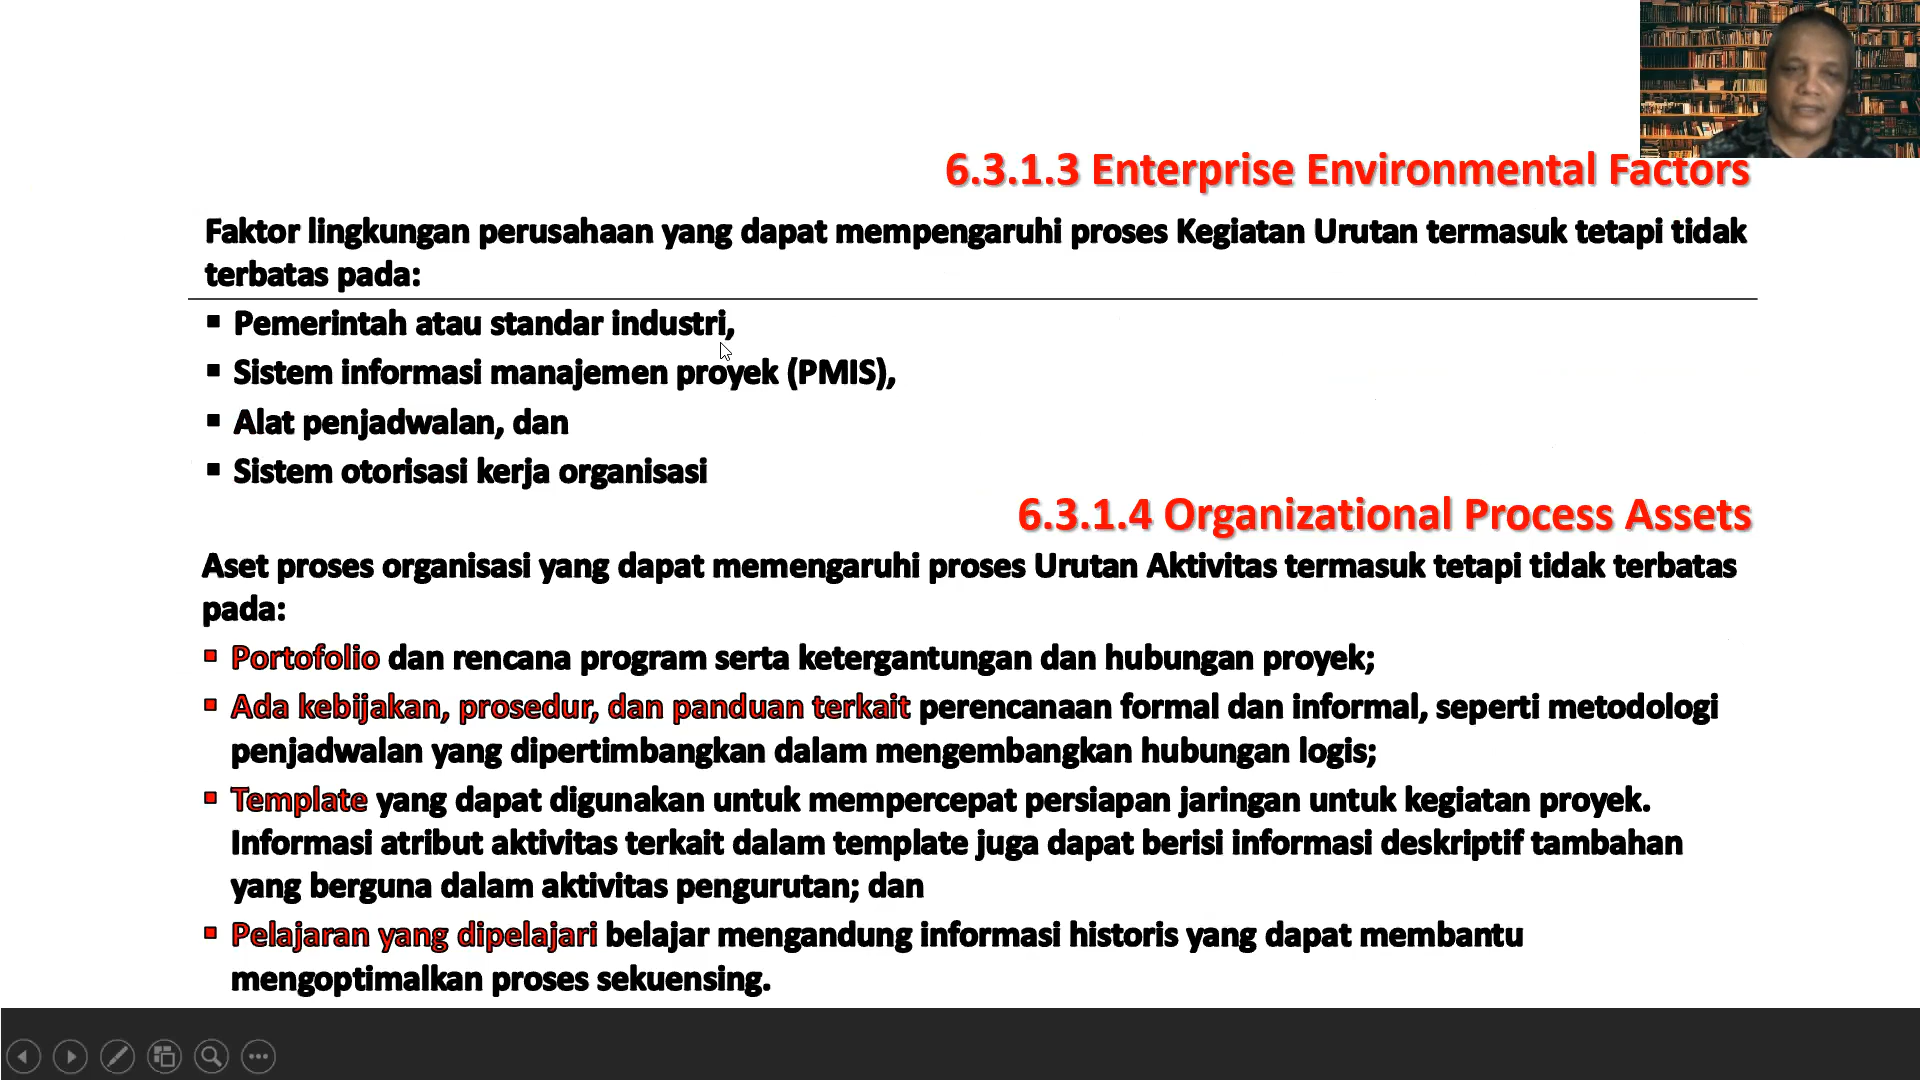 6.3.1.3 Enterprise Environmental Factors
Faktor lingkungan perusahaan yang dapat mempengaruhi proses Kegiatan Urutan termasuk tetapi tidak
terbatas pada:
▪ Pemerintah atau standar industri,
▪ Sistem informasi manajemen proyek (PMIS),
▪ Alat penjadwalan, dan
▪ Sistem otorisasi kerja organisasi
6.3.1.4 Organizational Process Assets
Aset proses organisasi yang dapat memengaruhi proses Urutan Aktivitas termasuk tetapi tidak terbatas
pada:
▪ Portofolio dan rencana program serta ketergantungan dan hubungan proyek;
▪ Ada kebijakan, prosedur, dan panduan terkait perencanaan formal dan informal, seperti metodologi
penjadwalan yang dipertimbangkan dalam mengembangkan hubungan logis;
▪ Template yang dapat digunakan untuk mempercepat persiapan jaringan untuk kegiatan proyek.
Informasi atribut aktivitas terkait dalam template juga dapat berisi informasi deskriptif tambahan
yang berguna dalam aktivitas pengurutan; dan
▪ Pelajaran yang dipelajari belajar mengandung informasi historis yang dapat membantu
mengoptimalkan proses sekuensing.